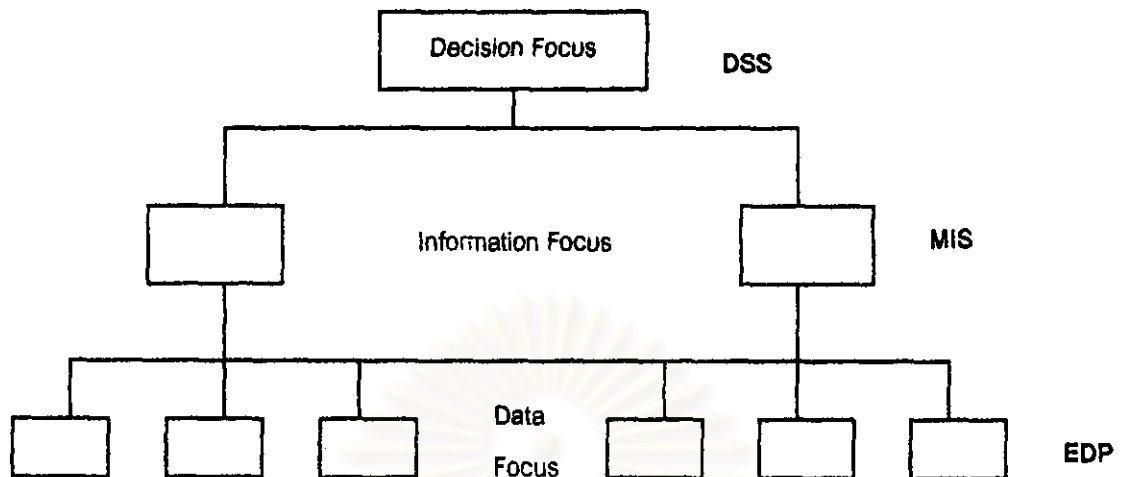 Decision Focus
DSS
Information Focus
MIS
Data
Focus
EDP